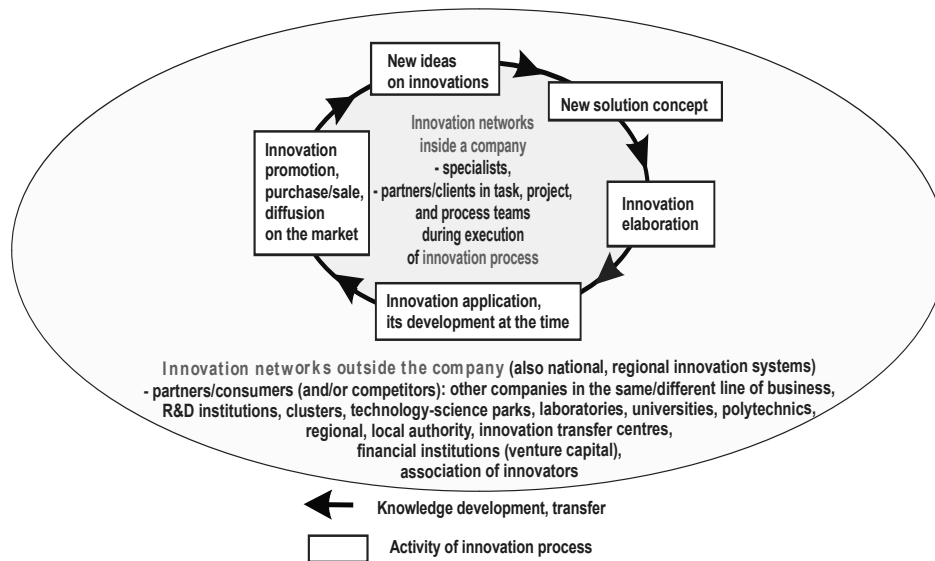 New ideas
on innovations
New solution concept
Innovation networks
inside a company
- specialists,
- partners/clients in task, project,
and process teams
during execution
of innovation process
Innovation
promotion,
purchase/sale,
diffusion
on the market
Innovation
elaboration
Innovation application,
its development at the time
Innovation networks outside the company (also national, regional innovation systems)
- partners/consumers (and/or competitors): other companies in the same/different line of business,
R&D institutions, clusters, technology-science parks, laboratories, universities, polytechnics,
regional, local authority, innovation transfer centres,
financial institutions (venture capital),
association of innovators
Knowledge development, transfer
Activity of innovation process